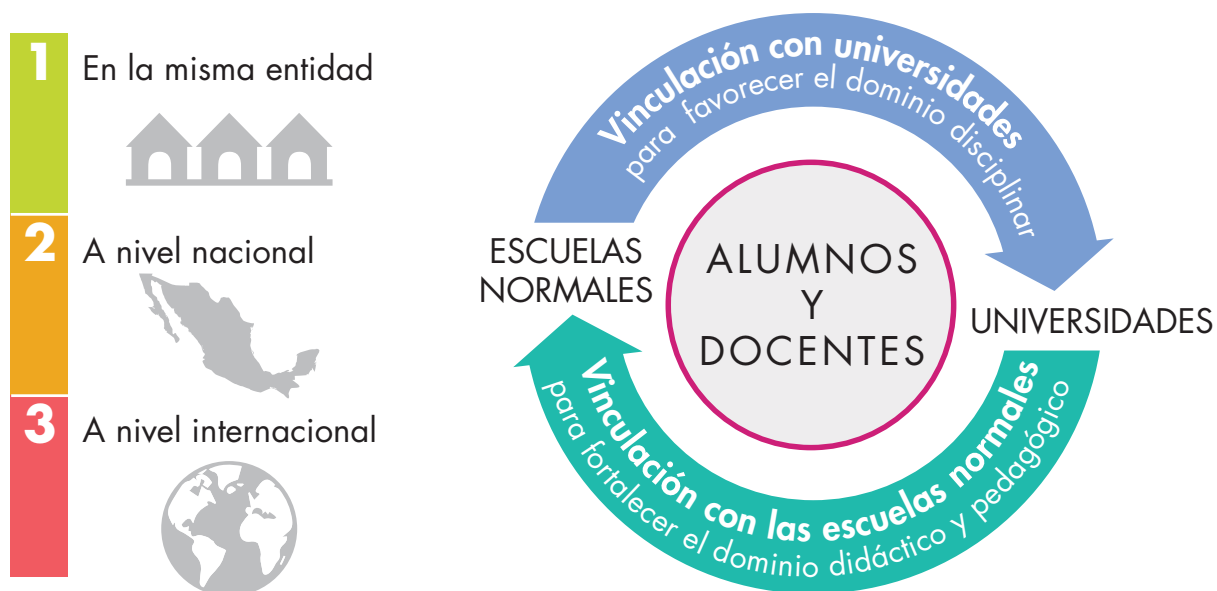 1
En la misma entidad
2
A nivel nacional
3
A nivel internacional
Vinculación con universidades
para favorecer el dominio disciplinar
ESCUELAS
NORMALES
ALUMNOS
Y
DOCENTES
UNIVERSIDADES
Vinculación con las escuelas normales
para fortalecer el dominio didáctico y pedagógico